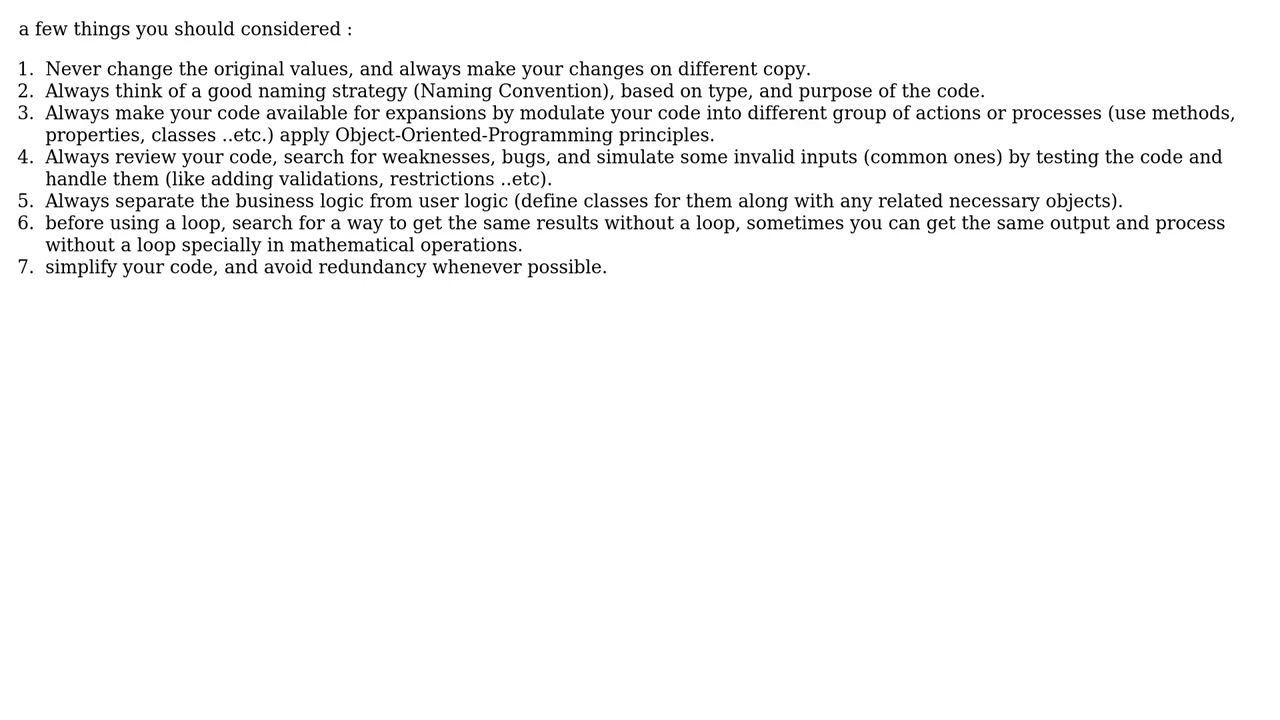 a few things you should considered :
1. Never change the original values, and always make your changes on different copy.
2. Always think of a good naming strategy (Naming Convention), based on type, and purpose of the code.
3. Always make your code available for expansions by modulate your code into different group of actions or processes (use methods,
properties, classes ..etc.) apply Object-Oriented-Programming principles.
4. Always review your code, search for weaknesses, bugs, and simulate some invalid inputs (common ones) by testing the code and
handle them (like adding validations, restrictions ..etc).
5. Always separate the business logic from user logic (define classes for them along with any related necessary objects).
6. before using a loop, search for a way to get the same results without a loop, sometimes you can get the same output and process
without a loop specially in mathematical operations.
7. simplify your code, and avoid redundancy whenever possible.